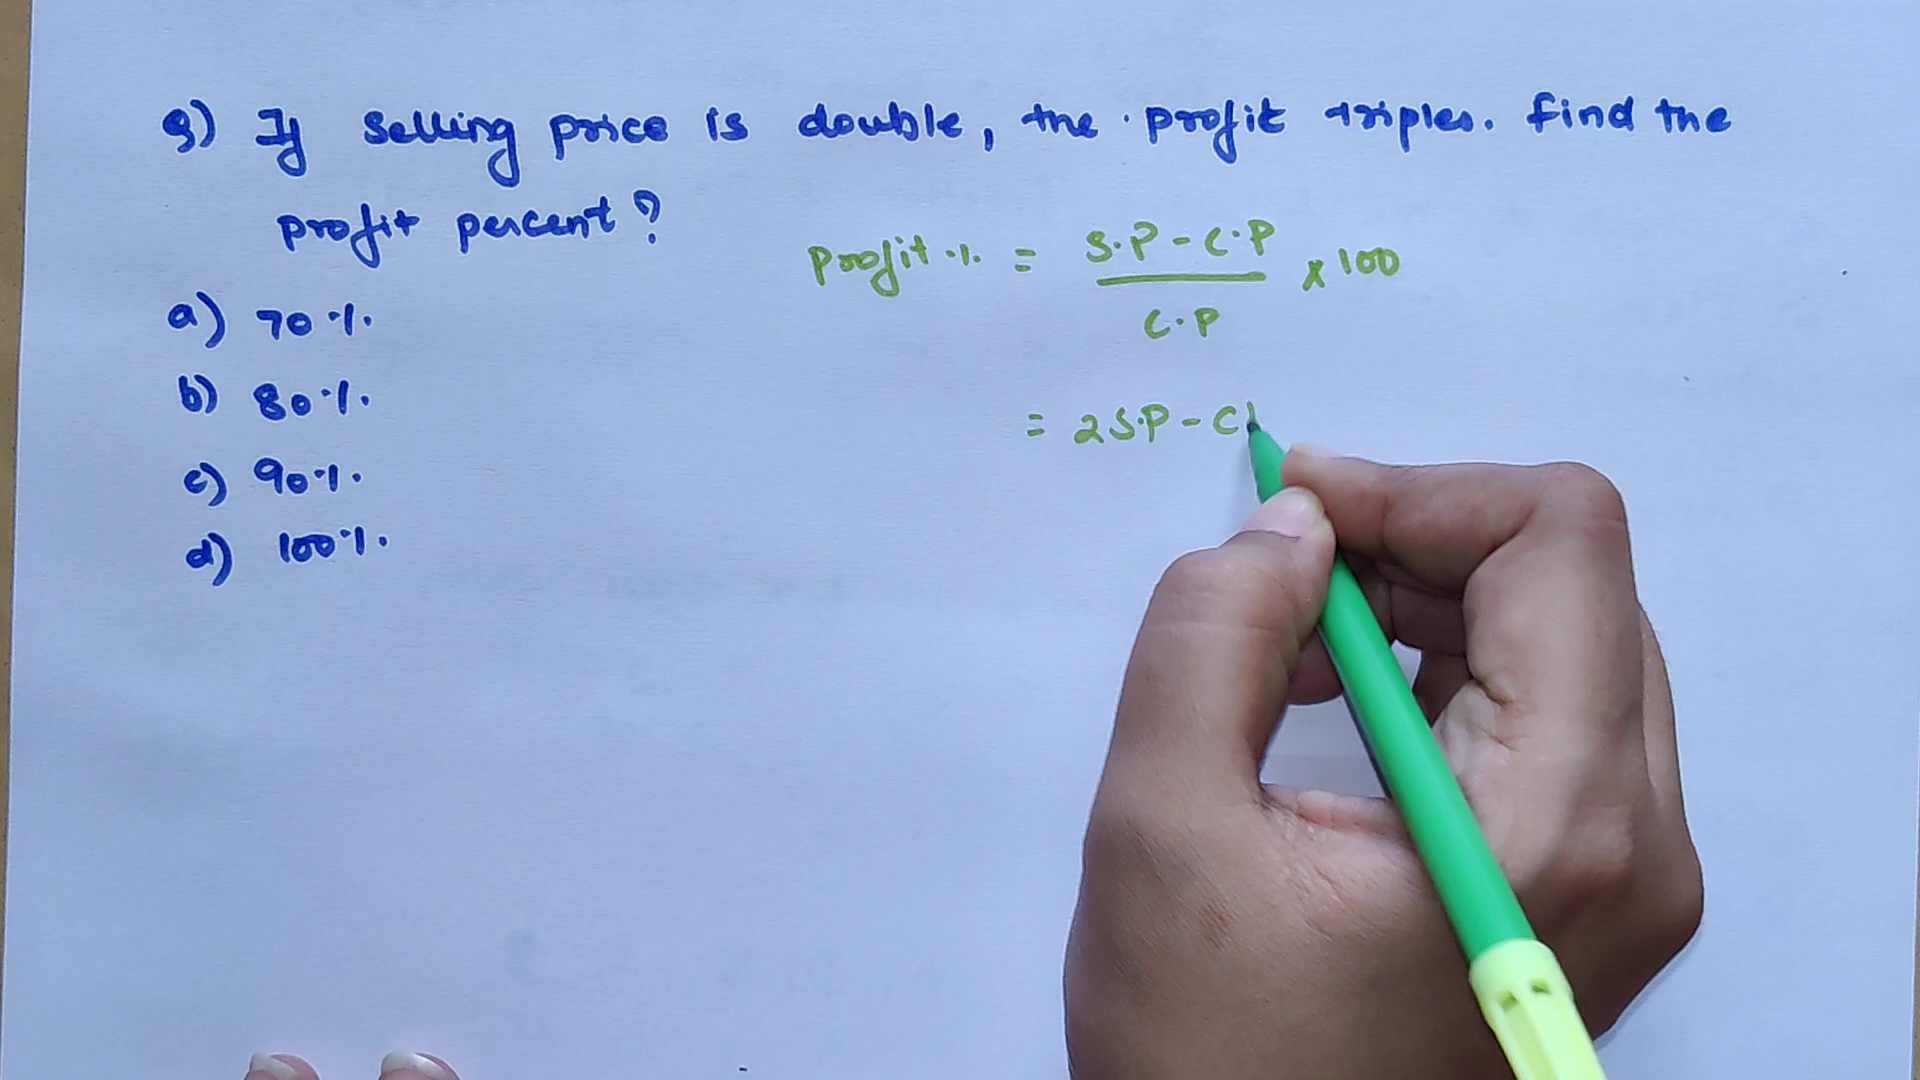 Q) If selling price is double, the profit triples. Find the
profit percent?
Profit % = S.P - C.P / C.P x 100
a) 70%.
b) 80%.
= 2S.P - CP
c) 90%.
d) 100%.